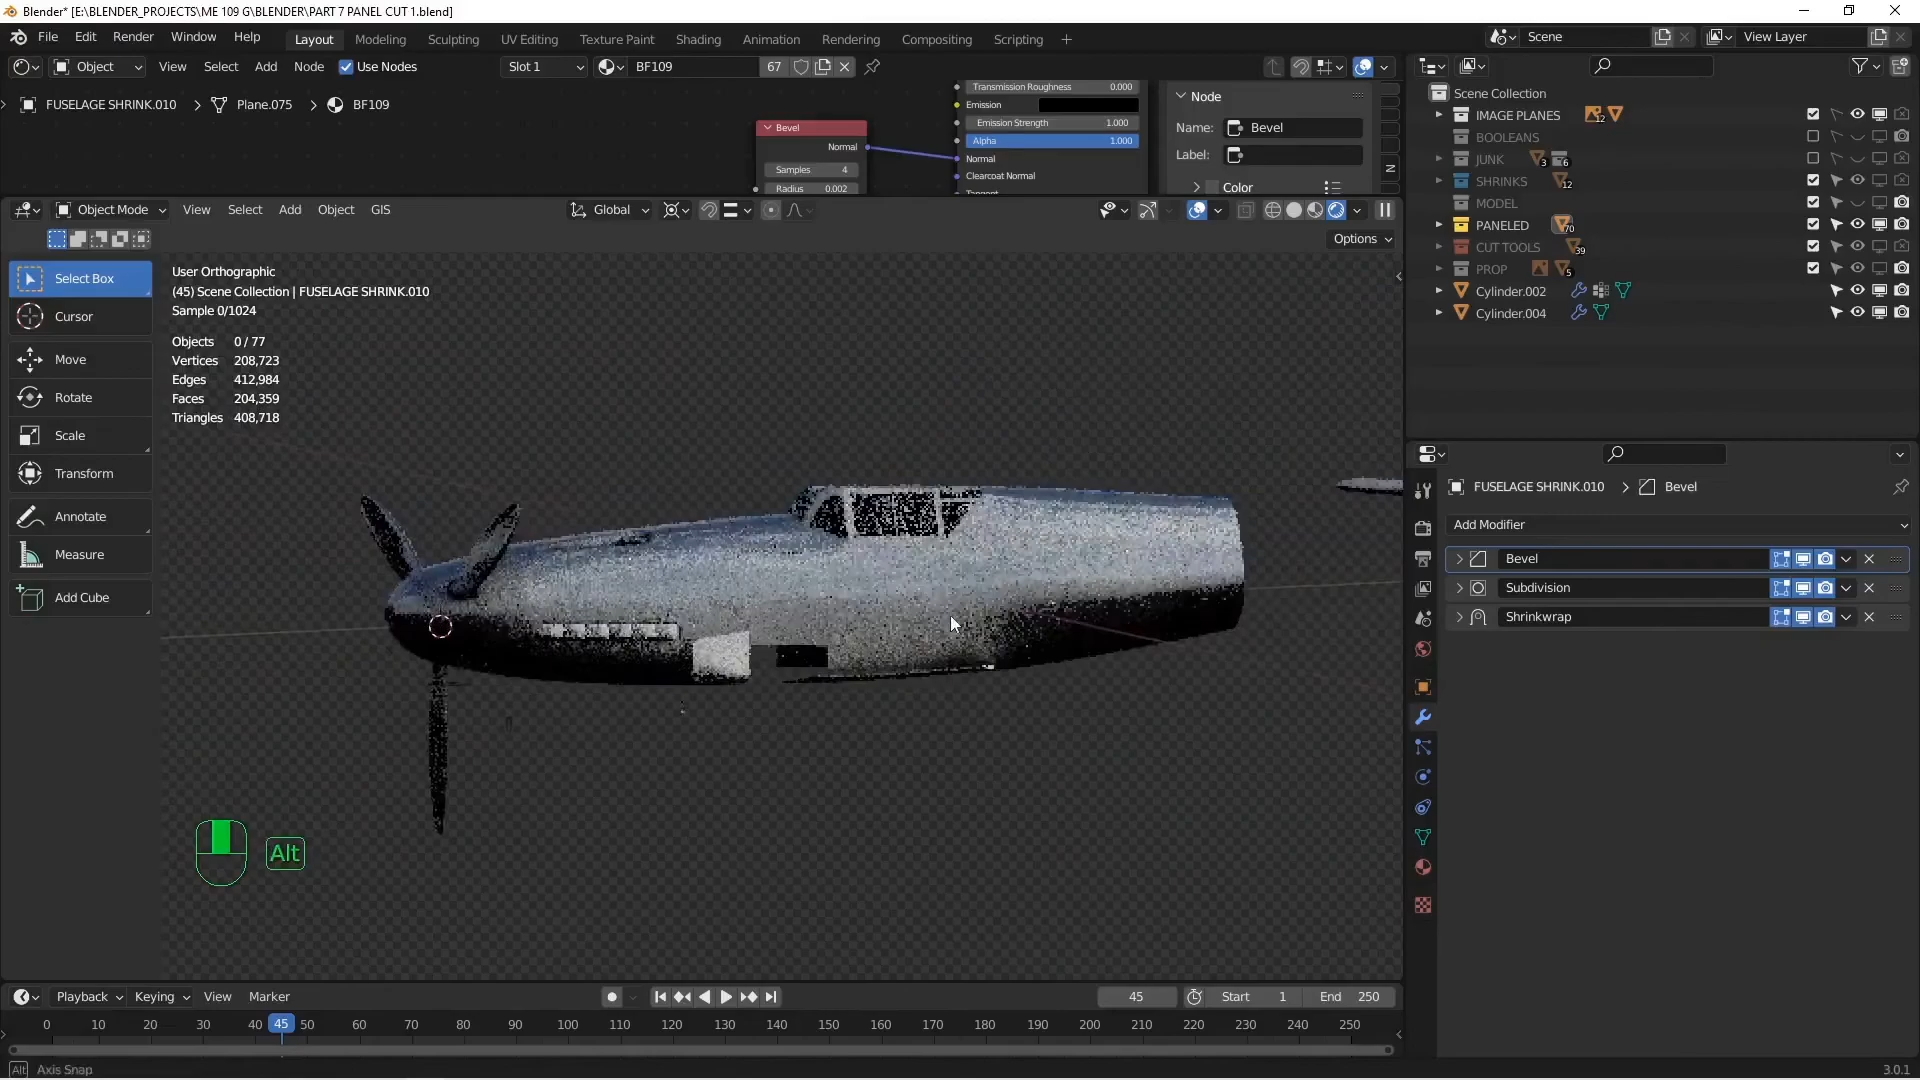 Blender* [E:\BLENDER_PROJECTS\ME 109 G\BLENDER\PART 7 PANEL CUT 1.blend]
File Edit Render Window Help Layout Modeling Sculpting UV Editing Texture Paint Shading Animation Rendering Compositing Scripting + Scene View Layer
Object View Select Add Node Use Nodes Slot 1 BF109 67
FUSELAGE SHRINK.010 > Plane.075 > BF109
Transmission Roughness 0.000
Emission
Emission Strength 1.000
Alpha 1.000
Normal
Clearcoat Normal
Bevel
Normal
Samples 4
Radius 0.002
Node
Name: Bevel
Label:
Color
N
Object Mode View Select Add Object GIS Global
Options
Select Box
Cursor
Move
Rotate
Scale
Transform
Annotate
Measure
Add Cube
User Orthographic
(45) Scene Collection | FUSELAGE SHRINK.010
Sample 0/1024
Objects 0 / 77
Vertices 208,723
Edges 412,984
Faces 204,359
Triangles 408,718
Alt
Scene Collection
IMAGE PLANES 12
BOOLEANS
JUNK 3 6
SHRINKS 12
MODEL
PANELED 70
CUT TOOLS 39
PROP 5
Cylinder.002
Cylinder.004
FUSELAGE SHRINK.010 > Bevel
Add Modifier
Bevel
Subdivision
Shrinkwrap
Playback Keying View Marker 45 Start 1 End 250
0 10 20 30 40 45 50 60 70 80 90 100 110 120 130 140 150 160 170 180 190 200 210 220 230 240 250
Alt Axis Snap 3.0.1